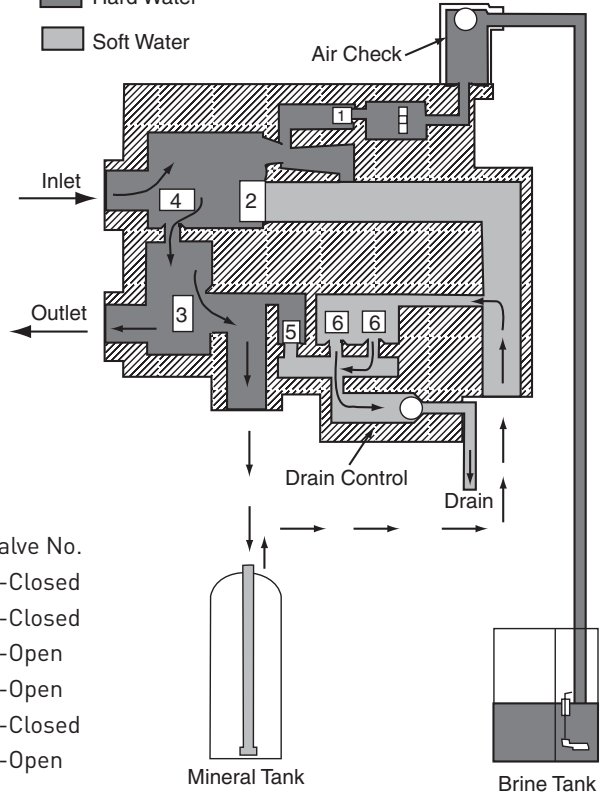 Hard Water
Soft Water
Air Check
1
Inlet
4
2
Outlet
3
5
6
6
Drain Control
Drain
Valve No.
-Closed
-Closed
-Open
-Open
-Closed
-Open
Mineral Tank
Brine Tank